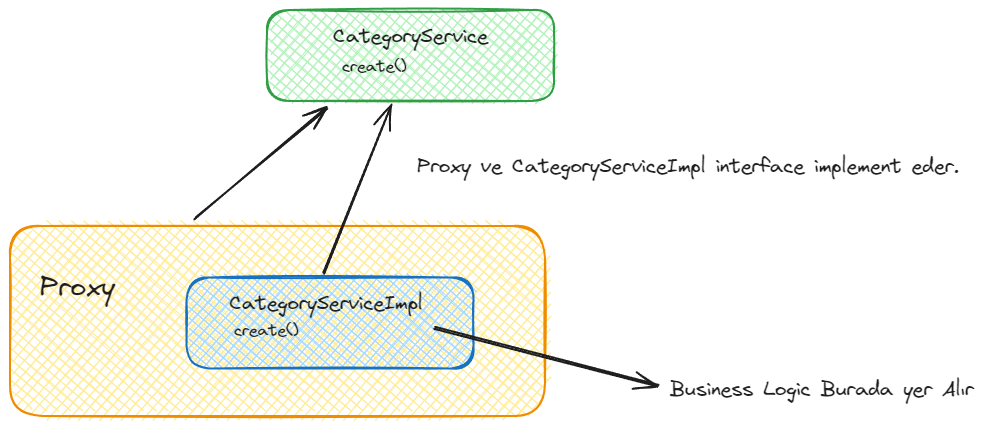 CategoryService
create()
Proxy ve CategoryServiceImpl interface implement eder.
Proxy
CategoryServiceImpl
create()
Business Logic Burada yer Alır